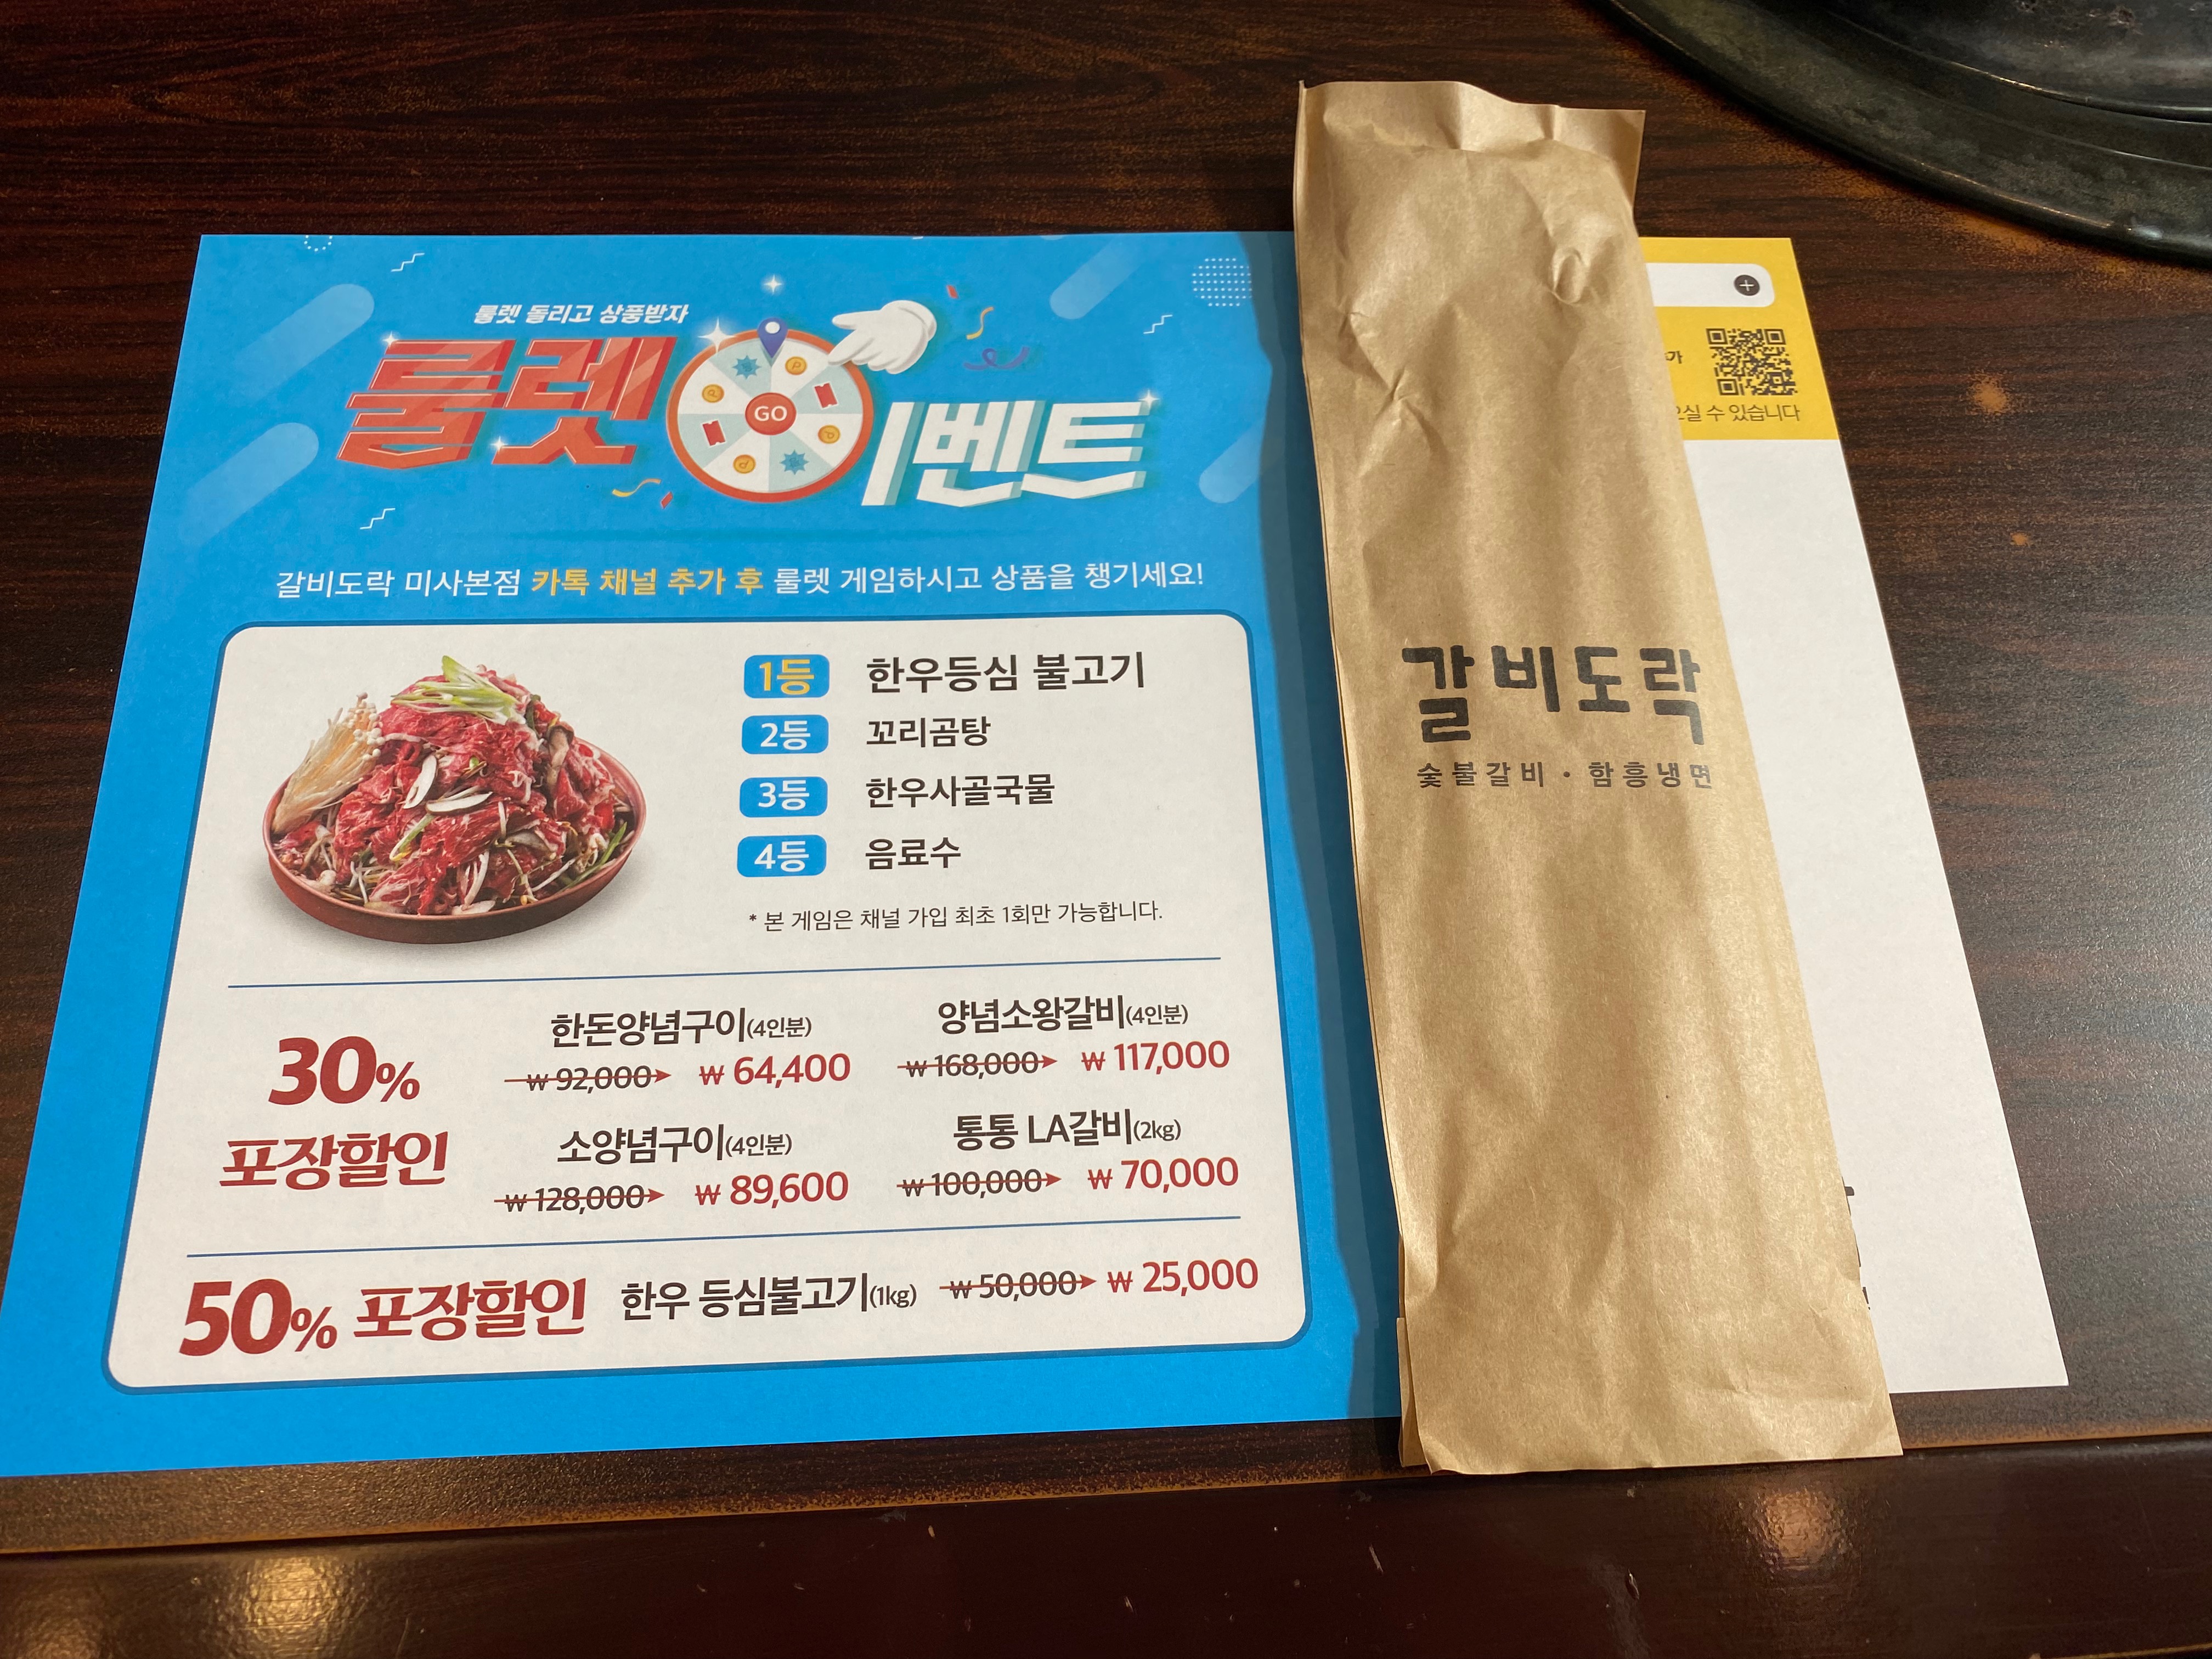 룰렛 돌리고 상품받자
룰렛 이벤트
GO
갈비도락 미사본점 카톡 채널 추가 후 룰렛 게임하시고 상품을 챙기세요!
1등 한우등심 불고기
2등 꼬리곰탕
3등 한우사골국물
4등 음료수
* 본 게임은 채널 가입 최초 1회만 가능합니다.
30%
포장할인
한돈양념구이(4인분)
₩ 92,000 ₩ 64,400
양념소왕갈비(4인분)
₩ 168,000 ₩ 117,000
소양념구이(4인분)
₩ 128,000 ₩ 89,600
통통 LA갈비(2kg)
₩ 100,000 ₩ 70,000
50% 포장할인 한우 등심불고기(1kg) ₩ 50,000 ₩ 25,000
갈비도락
숯불갈비 · 함흥냉면
수 있습니다